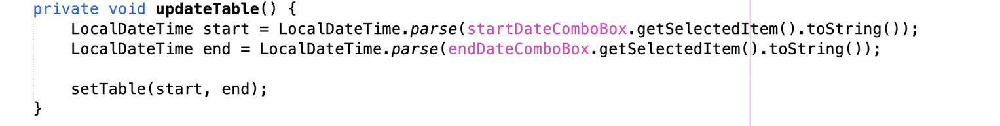 private void updateTable() {
    LocalDateTime start = LocalDateTime.parse(startDateComboBox.getSelectedItem().toString());
    LocalDateTime end = LocalDateTime.parse(endDateComboBox.getSelectedItem().toString());

    setTable(start, end);
}